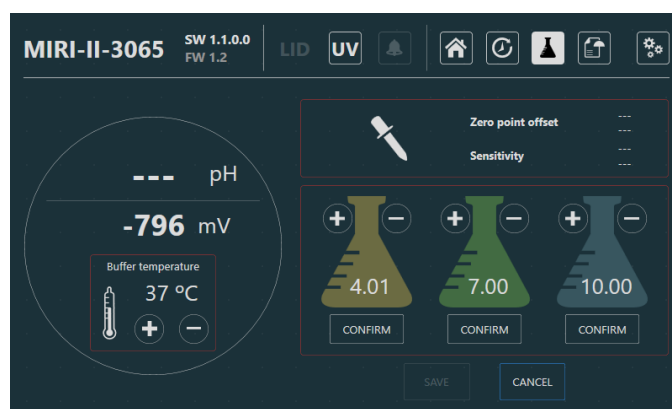 MIRI-II-3065
SW 1.1.0.0
FW 1.2
LID
UV
--- pH
-796 mV
Buffer temperature
37 ºC
+ −
Zero point offset
---
---
Sensitivity
---
---
+ − + − + −
4.01 7.00 10.00
CONFIRM CONFIRM CONFIRM
SAVE CANCEL